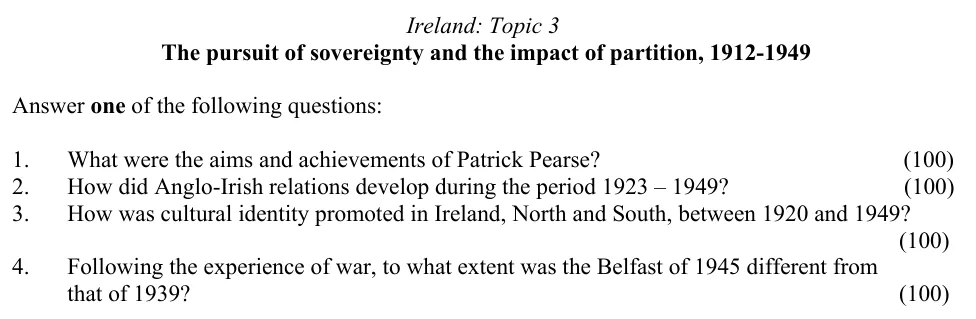 Ireland: Topic 3
The pursuit of sovereignty and the impact of partition, 1912-1949
Answer one of the following questions:
1. What were the aims and achievements of Patrick Pearse? (100)
2. How did Anglo-Irish relations develop during the period 1923 – 1949? (100)
3. How was cultural identity promoted in Ireland, North and South, between 1920 and 1949?
(100)
4. Following the experience of war, to what extent was the Belfast of 1945 different from
that of 1939? (100)